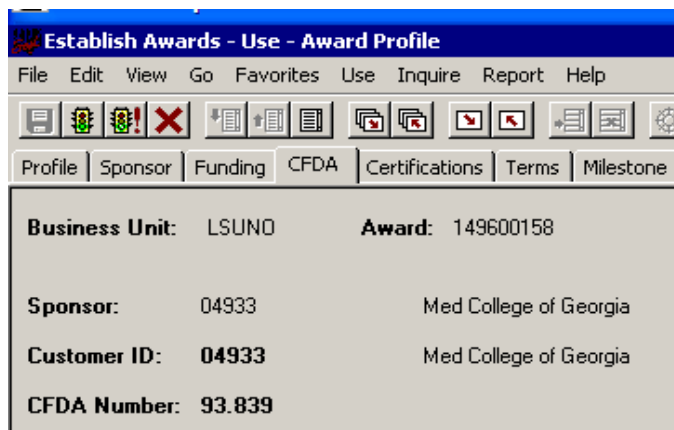 Establish Awards - Use - Award Profile
File Edit View Go Favorites Use Inquire Report Help
Profile Sponsor Funding CFDA Certifications Terms Milestone
Business Unit: LSUNO Award: 149600158
Sponsor: 04933 Med College of Georgia
Customer ID: 04933 Med College of Georgia
CFDA Number: 93.839